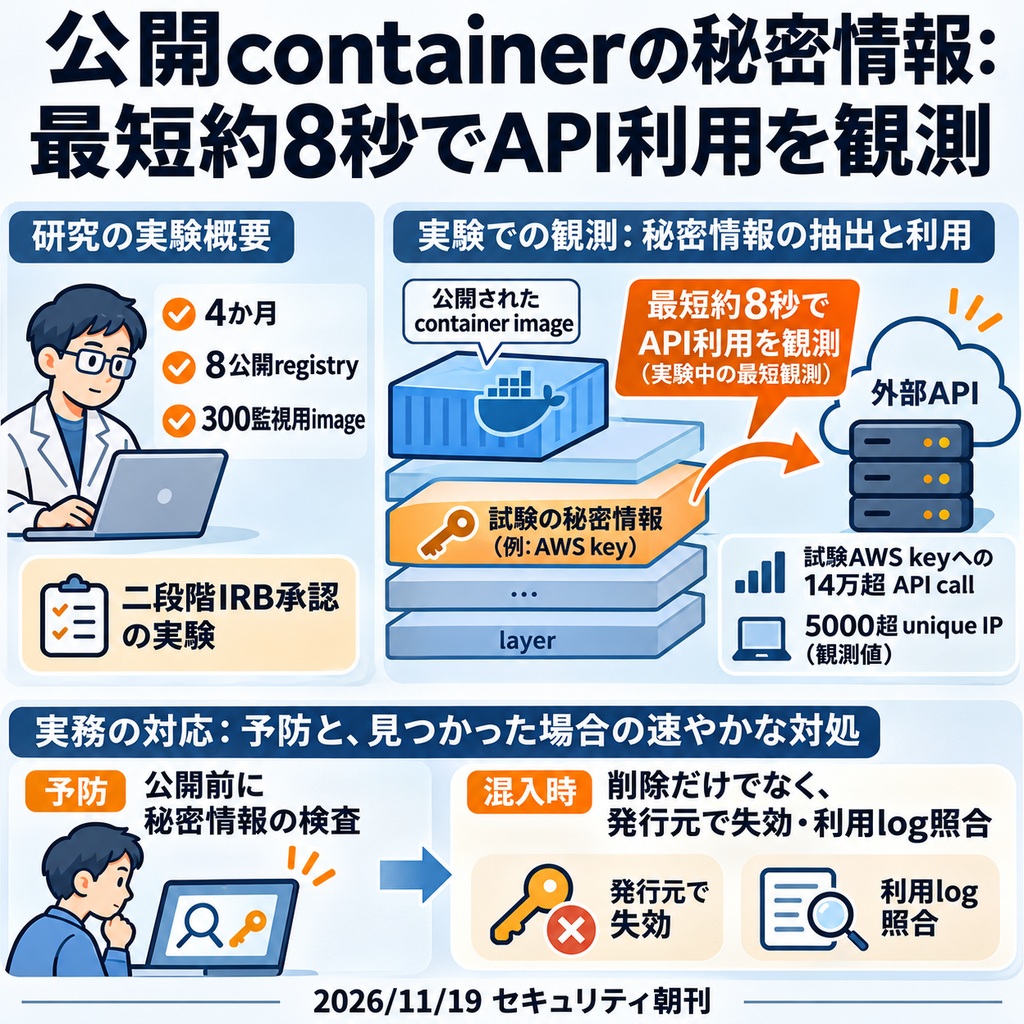 公開containerの秘密情報:
最短約8秒でAPI利用を観測
研究の実験概要
4か月
8公開registry
300監視用image
二段階IRB承認
の実験
実験での観測:秘密情報の抽出と利用
公開された
container image
最短約8秒で
API利用を観測
(実験中の最短観測)
外部API
試験の秘密情報
(例:AWS key)
...
layer
試験AWS keyへの
14万超 API call
5000超 unique IP
(観測値)
実務の対応:予防と、見つかった場合の速やかな対処
予防
公開前に
秘密情報の検査
混入時
削除だけでなく、
発行元で失効・利用log照合
発行元で
失効
利用log
照合
2026/11/19 セキュリティ朝刊